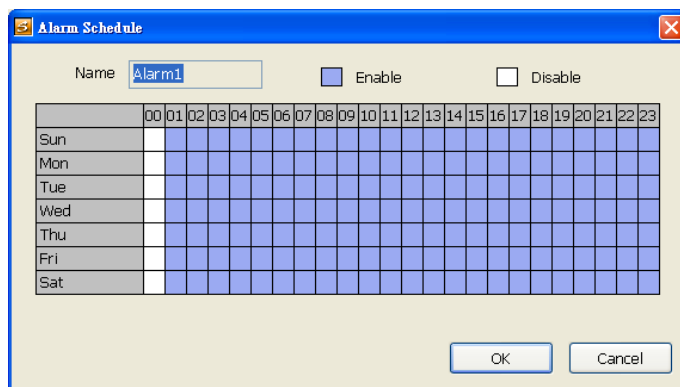 Alarm Schedule
Name Alarm1 Enable Disable
00 01 02 03 04 05 06 07 08 09 10 11 12 13 14 15 16 17 18 19 20 21 22 23
Sun
Mon
Tue
Wed
Thu
Fri
Sat
OK Cancel